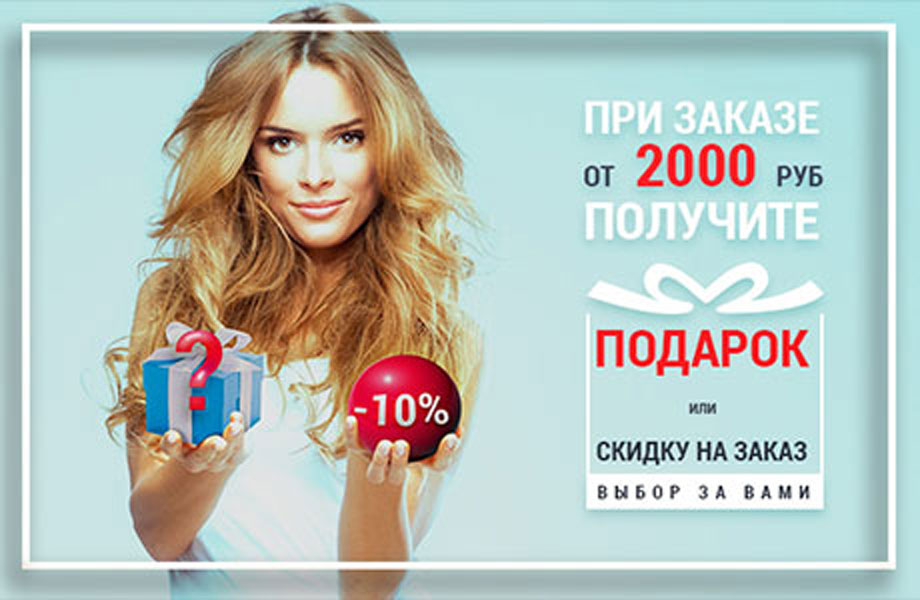 ПРИ ЗАКАЗЕ
ОТ 2000 РУБ
ПОЛУЧИТЕ
ПОДАРОК
ИЛИ
СКИДКУ НА ЗАКАЗ
ВЫБОР ЗА ВАМИ
?
-10%